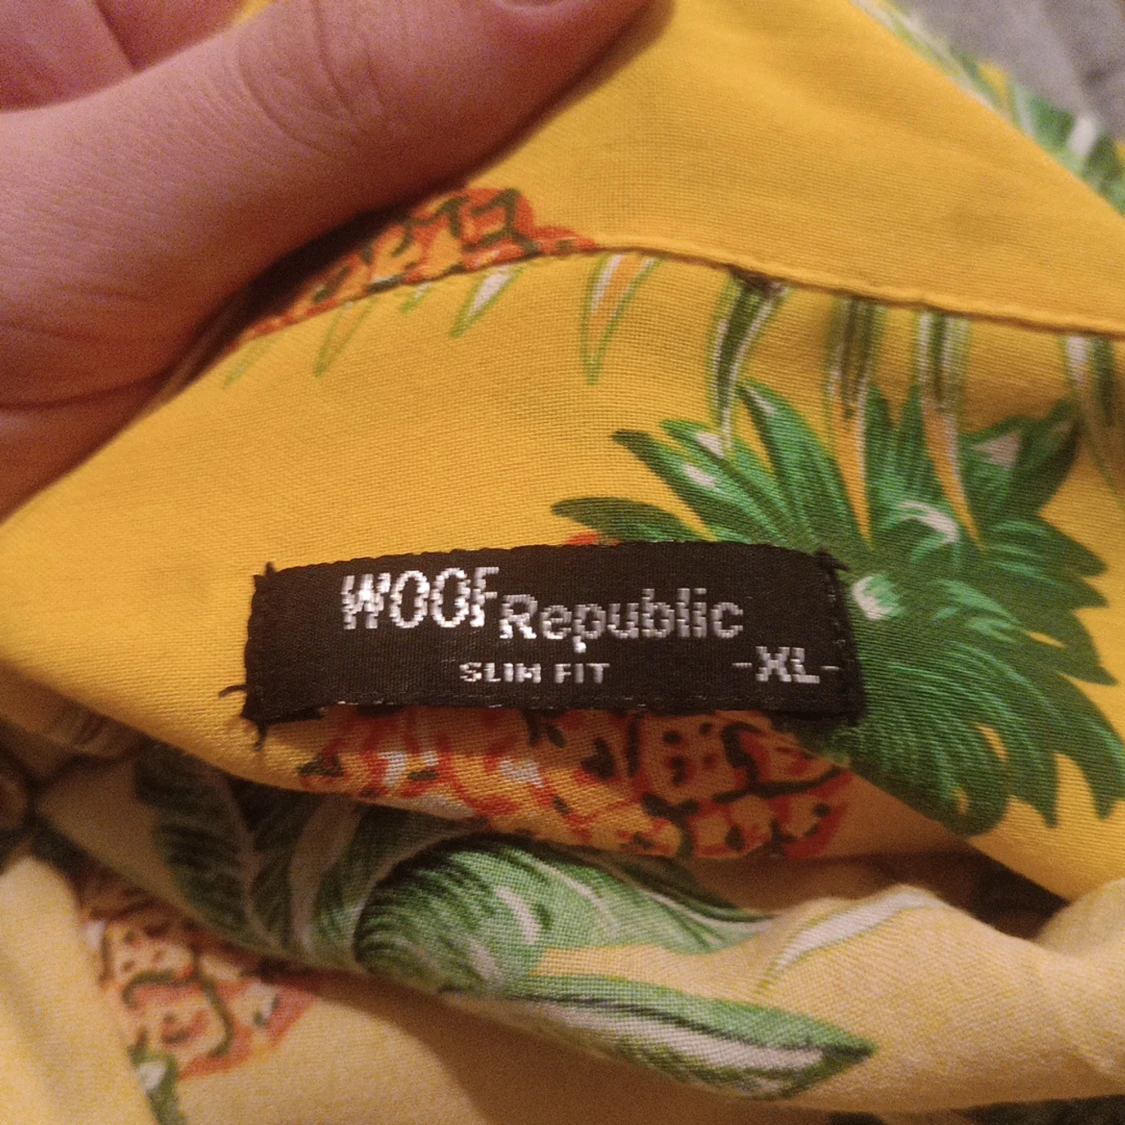 WOOF Republic
SLIM FIT -XL-